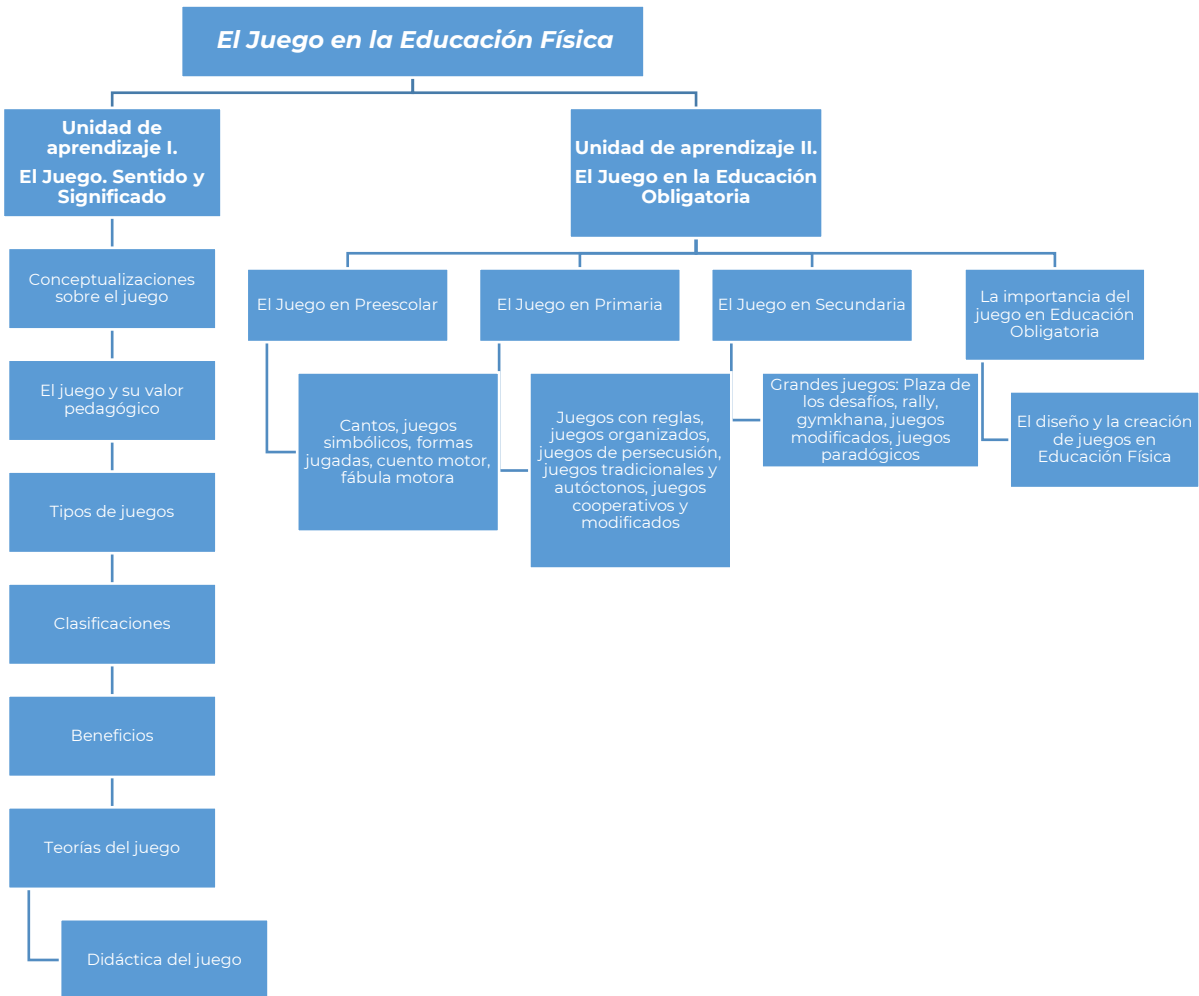 El Juego en la Educación Física
Unidad de
aprendizaje I.
El Juego. Sentido y
Significado
Conceptualizaciones
sobre el juego
El juego y su valor
pedagógico
Tipos de juegos
Clasificaciones
Beneficios
Teorías del juego
Didáctica del juego
Unidad de aprendizaje II.
El Juego en la Educación
Obligatoria
El Juego en Preescolar
Cantos, juegos
simbólicos, formas
jugadas, cuento motor,
fábula motora
El Juego en Primaria
Juegos con reglas,
juegos organizados,
juegos de persecusión,
juegos tradicionales y
autóctonos, juegos
cooperativos y
modificados
El Juego en Secundaria
Grandes juegos: Plaza de
los desafíos, rally,
gymkhana, juegos
modificados, juegos
paradógicos
La importancia del
juego en Educación
Obligatoria
El diseño y la creación
de juegos en
Educación Física